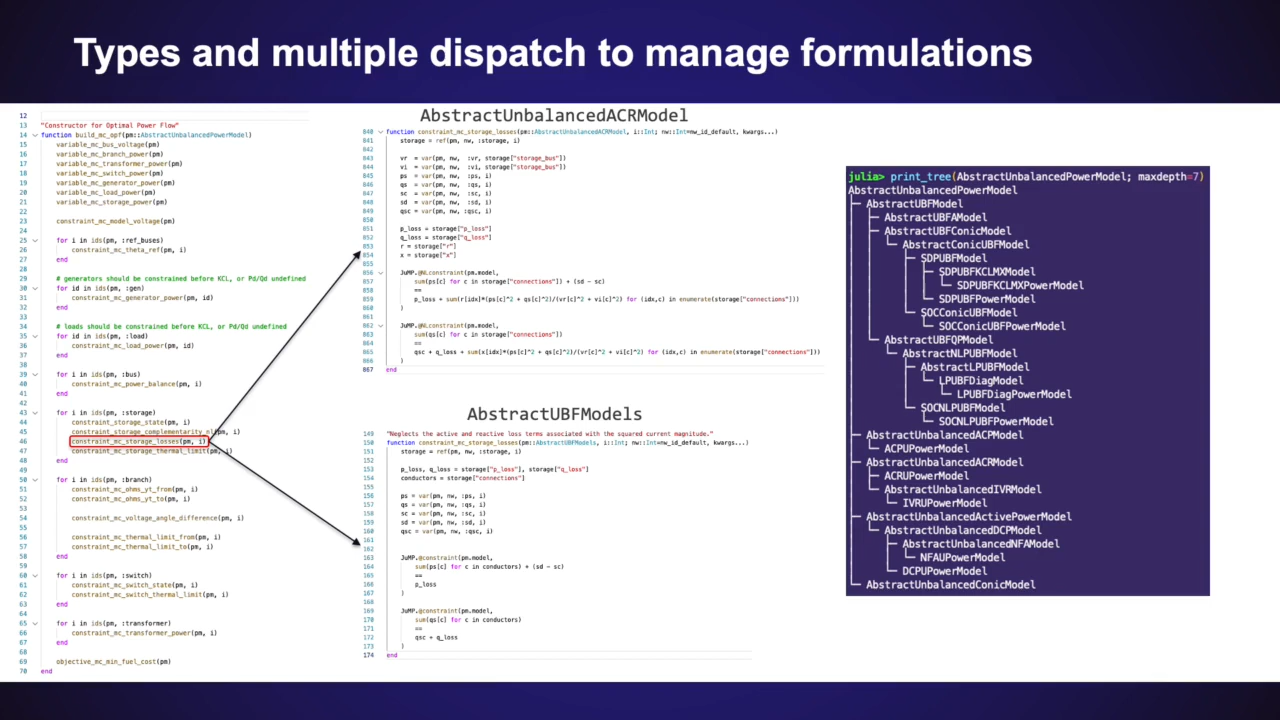 Types and multiple dispatch to manage formulations
12
13 "Constructor for Optimal Power Flow"
14 function build_mc_opf(pm::AbstractUnbalancedPowerModel)
15 variable_mc_bus_voltage(pm)
16 variable_mc_branch_power(pm)
17 variable_mc_transformer_power(pm)
18 variable_mc_switch_power(pm)
19 variable_mc_generator_power(pm)
20 variable_mc_load_power(pm)
21 variable_mc_storage_power(pm)
22
23 constraint_mc_model_voltage(pm)
24
25 for i in ids(pm, :ref_buses)
26 constraint_mc_theta_ref(pm, i)
27 end
28
29 # generators should be constrained before KCL, or Pd/Qd undefined
30 for id in ids(pm, :gen)
31 constraint_mc_generator_power(pm, id)
32 end
33
34 # loads should be constrained before KCL, or Pd/Qd undefined
35 for id in ids(pm, :load)
36 constraint_mc_load_power(pm, id)
37 end
38
39 for i in ids(pm, :bus)
40 constraint_mc_power_balance(pm, i)
41 end
42
43 for i in ids(pm, :storage)
44 constraint_storage_state(pm, i)
45 constraint_storage_complementarity_nl(pm, i)
46 constraint_mc_storage_losses(pm, i)
47 constraint_mc_storage_thermal_limit(pm, i)
48 end
49
50 for i in ids(pm, :branch)
51 constraint_mc_ohms_yt_from(pm, i)
52 constraint_mc_ohms_yt_to(pm, i)
53
54 constraint_mc_voltage_angle_difference(pm, i)
55
56 constraint_mc_thermal_limit_from(pm, i)
57 constraint_mc_thermal_limit_to(pm, i)
58 end
59
60 for i in ids(pm, :switch)
61 constraint_mc_switch_state(pm, i)
62 constraint_mc_switch_thermal_limit(pm, i)
63 end
64
65 for i in ids(pm, :transformer)
66 constraint_mc_transformer_power(pm, i)
67 end
68
69 objective_mc_min_fuel_cost(pm)
70 end
AbstractUnbalancedACRModel
840 function constraint_mc_storage_losses(pm::AbstractUnbalancedACRModel, i::Int; nw::Int=nw_id_default, kwargs...)
841 storage = ref(pm, nw, :storage, i)
842
843 vr = var(pm, nw, :vr, storage["storage_bus"])
844 vi = var(pm, nw, :vi, storage["storage_bus"])
845 ps = var(pm, nw, :ps, i)
846 qs = var(pm, nw, :qs, i)
847 sc = var(pm, nw, :sc, i)
848 sd = var(pm, nw, :sd, i)
849 qsc = var(pm, nw, :qsc, i)
850
851 p_loss = storage["p_loss"]
852 q_loss = storage["q_loss"]
853 r = storage["r"]
854 x = storage["x"]
855
856 JuMP.@NLconstraint(pm.model,
857 sum(ps[c] for c in storage["connections"]) + (sd - sc)
858 ==
859 p_loss + sum(r[idx]*(ps[c]^2 + qs[c]^2)/(vr[c]^2 + vi[c]^2) for (idx,c) in enumerate(storage["connections"]))
860 )
861
862 JuMP.@NLconstraint(pm.model,
863 sum(qs[c] for c in storage["connections"])
864 ==
865 qsc + q_loss + sum(x[idx]*(ps[c]^2 + qs[c]^2)/(vr[c]^2 + vi[c]^2) for (idx,c) in enumerate(storage["connections"]))
866 )
867 end
AbstractUBFModels
149 "Neglects the active and reactive loss terms associated with the squared current magnitude."
150 function constraint_mc_storage_losses(pm::AbstractUBFModels, i::Int; nw::Int=nw_id_default, kwargs...)
151 storage = ref(pm, nw, :storage, i)
152
153 p_loss, q_loss = storage["p_loss"], storage["q_loss"]
154 conductors = storage["connections"]
155
156 ps = var(pm, nw, :ps, i)
157 qs = var(pm, nw, :qs, i)
158 sc = var(pm, nw, :sc, i)
159 sd = var(pm, nw, :sd, i)
160 qsc = var(pm, nw, :qsc, i)
161
162
163 JuMP.@constraint(pm.model,
164 sum(ps[c] for c in conductors) + (sd - sc)
165 ==
166 p_loss
167 )
168
169 JuMP.@constraint(pm.model,
170 sum(qs[c] for c in conductors)
171 ==
172 qsc + q_loss
173 )
174 end
julia> print_tree(AbstractUnbalancedPowerModel; maxdepth=7)
AbstractUnbalancedPowerModel
├─ AbstractUBFModel
│ ├─ AbstractUBFAModel
│ ├─ AbstractUBFConicModel
│ │ └─ AbstractConicUBFModel
│ │ ├─ SDPUBFModel
│ │ │ ├─ SDPUBFKCLMXModel
│ │ │ │ └─ SDPUBFKCLMXPowerModel
│ │ │ └─ SDPUBFPowerModel
│ │ └─ SOCConicUBFModel
│ │ └─ SOCConicUBFPowerModel
│ └─ AbstractUBFQPModel
│ └─ AbstractNLPUBFModel
│ ├─ AbstractLPUBFModel
│ │ └─ LPUBFDiagModel
│ │ └─ LPUBFDiagPowerModel
│ └─ SOCNLPUBFModel
│ └─ SOCNLPUBFPowerModel
├─ AbstractUnbalancedACPModel
│ └─ ACPUPowerModel
├─ AbstractUnbalancedACRModel
│ ├─ ACRUPowerModel
│ └─ AbstractUnbalancedIVRModel
│ └─ IVRUPowerModel
├─ AbstractUnbalancedActivePowerModel
│ └─ AbstractUnbalancedDCPModel
│ ├─ AbstractUnbalancedNFAModel
│ │ └─ NFAUPowerModel
│ └─ DCPUPowerModel
└─ AbstractUnbalancedConicModel